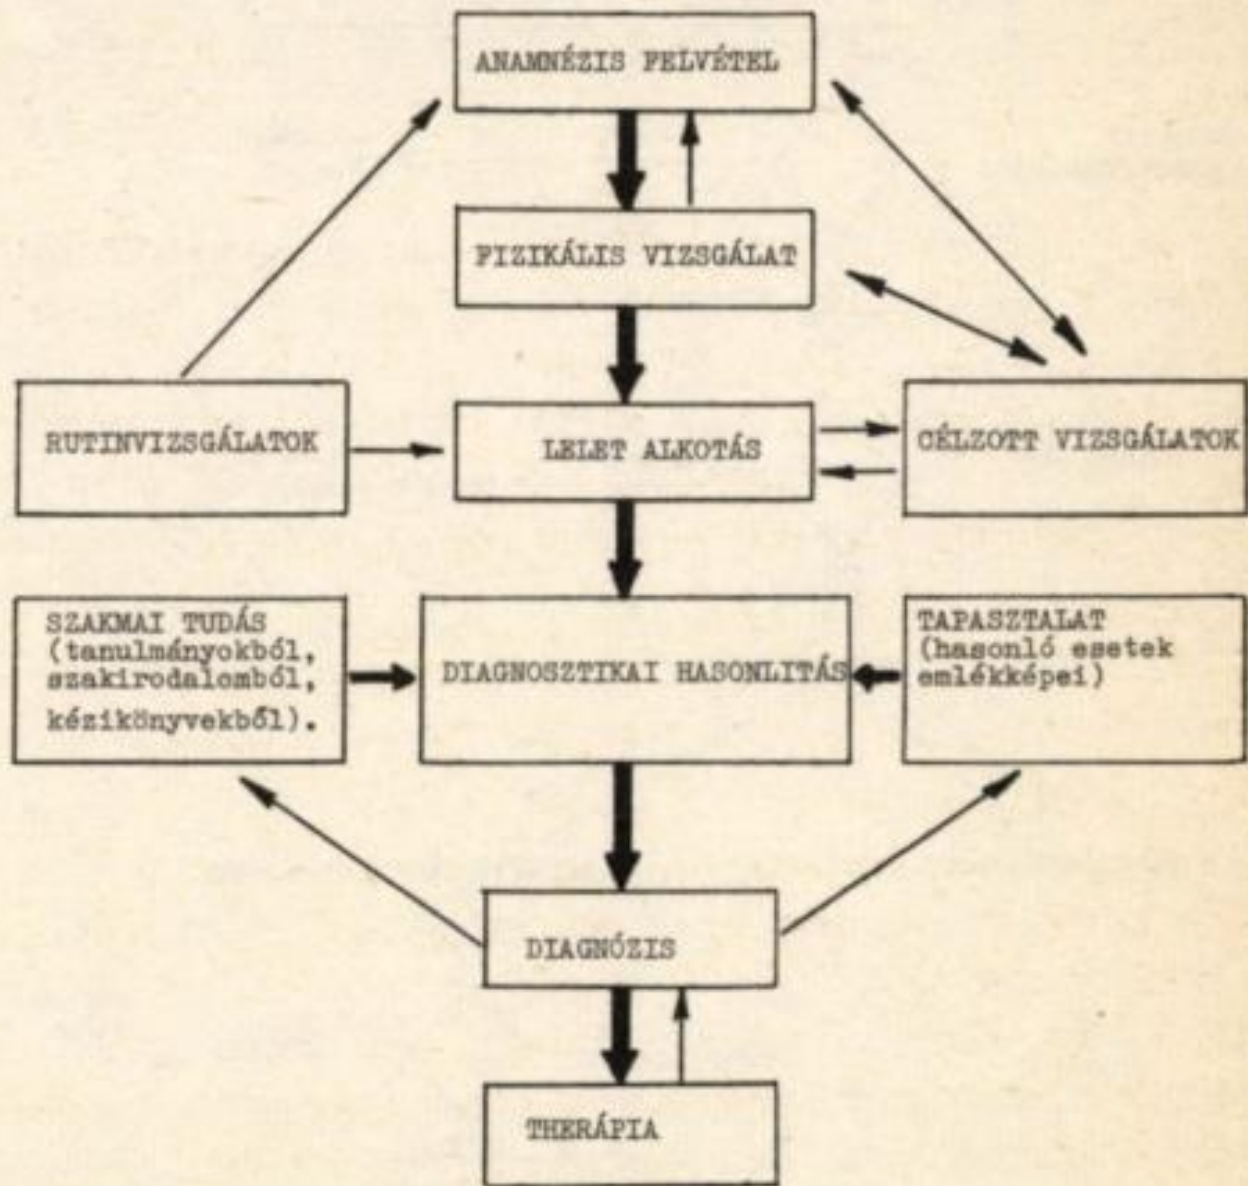 ANAMNÉZIS FELVÉTEL
FIZIKÁLIS VIZSGÁLAT
RUTINVIZSGÁLATOK
LELET ALKOTÁS
CÉLZOTT VIZSGÁLATOK
SZAKMAI TUDÁS
(tanulmányokból,
szakirodalomból,
kézikönyvekből).
DIAGNOSZTIKAI HASONLITÁS
TAPASZTALAT
(hasonló esetek
emlékképei)
DIAGNÓZIS
THERÁPIA